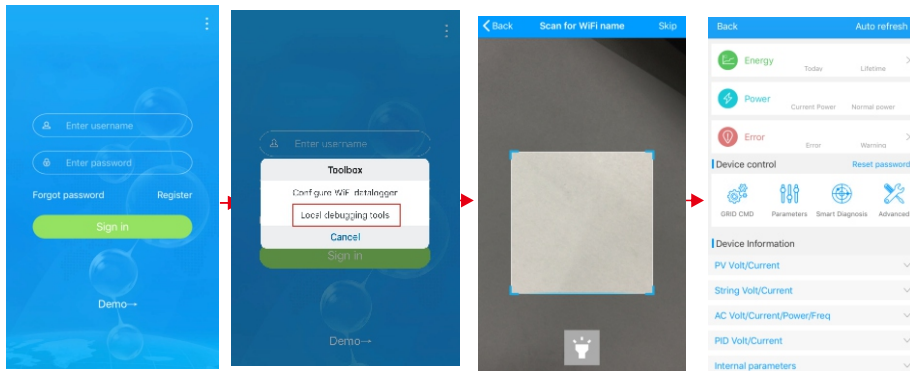 Enter username
Enter password
Forgot password
Register
Sign in
Demo→
Enter username
Toolbox
Configure WiFi datalogger
Local debugging tools
Cancel
Sign in
Demo→
Back
Scan for WiFi name
Skip
Back
Auto refresh
Energy
Today
Lifetime
Power
Current Power
Normal power
Error
Error
Warning
Device control
Reset password
GRID CMD
Parameters
Smart Diagnosis
Advanced
Device Information
PV Volt/Current
String Volt/Current
AC Volt/Current/Power/Freq
PID Volt/Current
Internal parameters